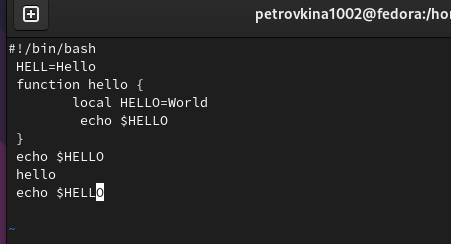 petrovkina1002@fedora:/ho
#!/bin/bash
HELL=Hello
function hello {
local HELLO=World
echo $HELLO
}
echo $HELLO
hello
echo $HELLO
~